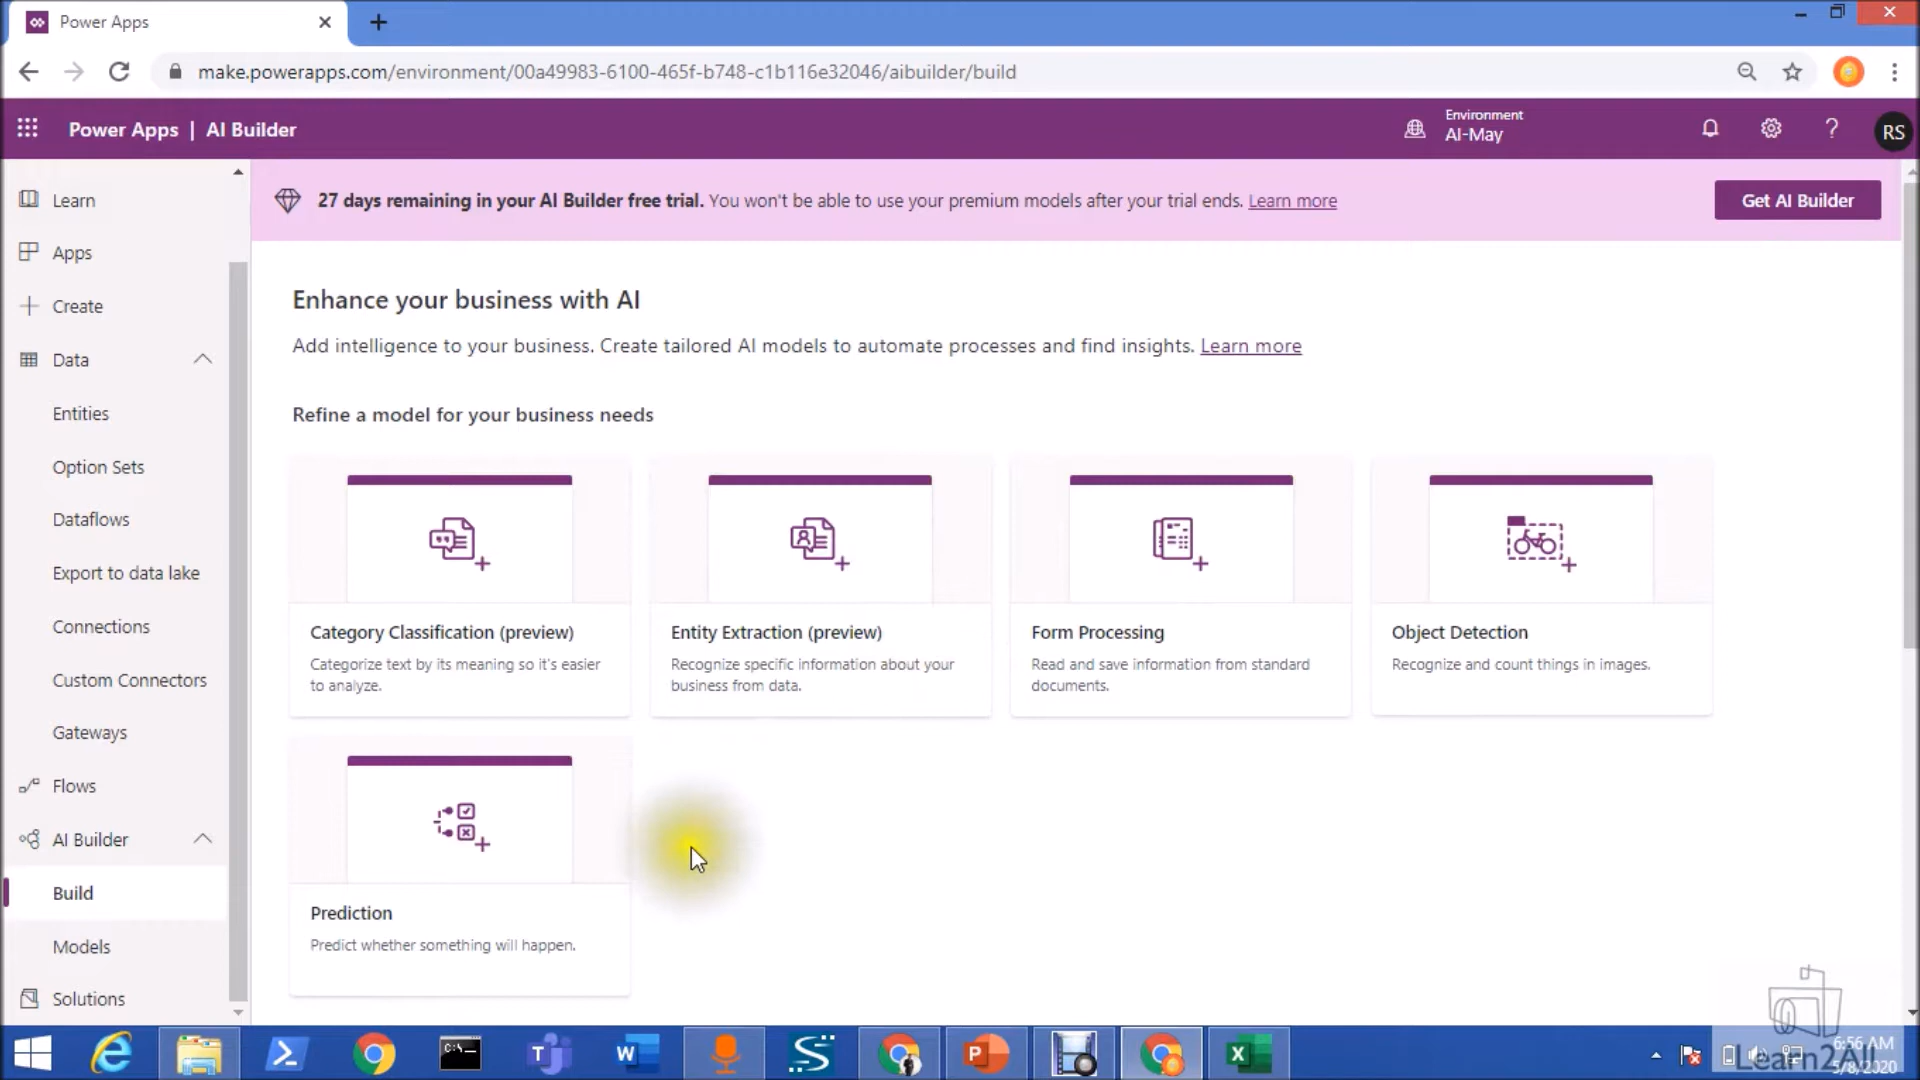 Power Apps
make.powerapps.com/environment/00a49983-6100-465f-b748-c1b116e32046/aibuilder/build
Power Apps | AI Builder
Environment
AI-May
RS
27 days remaining in your AI Builder free trial. You won't be able to use your premium models after your trial ends. Learn more
Get AI Builder
Learn
Apps
Create
Data
Entities
Option Sets
Dataflows
Export to data lake
Connections
Custom Connectors
Gateways
Flows
AI Builder
Build
Models
Solutions
Enhance your business with AI
Add intelligence to your business. Create tailored AI models to automate processes and find insights. Learn more
Refine a model for your business needs
Category Classification (preview)
Categorize text by its meaning so it's easier
to analyze.
Entity Extraction (preview)
Recognize specific information about your
business from data.
Form Processing
Read and save information from standard
documents.
Object Detection
Recognize and count things in images.
Prediction
Predict whether something will happen.
6:56 AM
5/8/2020
Learn2All